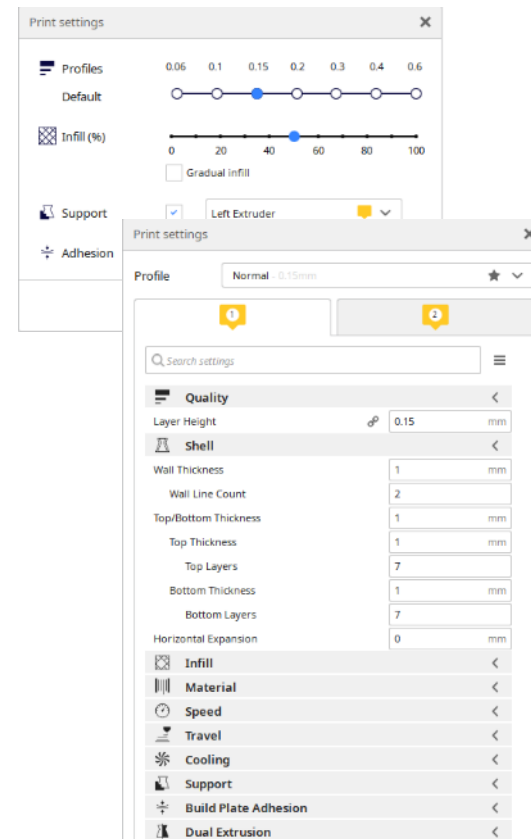 Print settings
Profiles 0.06 0.1 0.15 0.2 0.3 0.4 0.6
Default
Infill (%)
0 20 40 60 80 100
Gradual infill
Support Left Extruder
Adhesion
Print settings
Profile Normal - 0.15mm
1 2
Search settings
Quality
Layer Height 0.15 mm
Shell
Wall Thickness 1 mm
Wall Line Count 2
Top/Bottom Thickness 1 mm
Top Thickness 1 mm
Top Layers 7
Bottom Thickness 1 mm
Bottom Layers 7
Horizontal Expansion 0 mm
Infill
Material
Speed
Travel
Cooling
Support
Build Plate Adhesion
Dual Extrusion